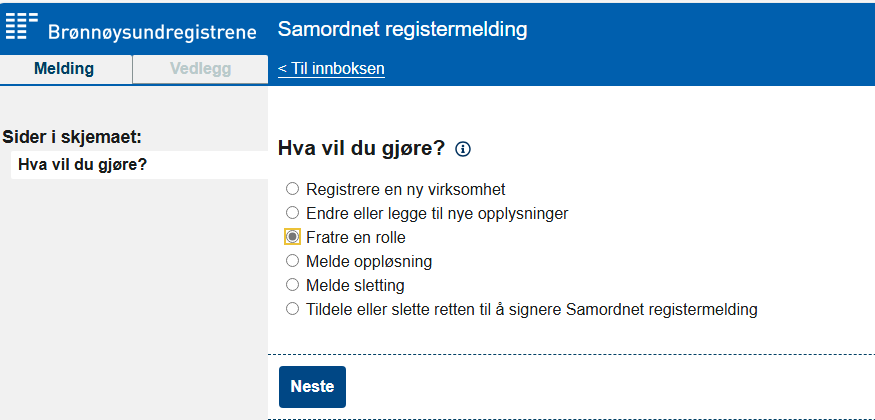 Brønnøysundregistrene
Samordnet registermelding
Melding
Vedlegg
< Til innboksen
Sider i skjemaet:
Hva vil du gjøre?
Hva vil du gjøre?
Registrere en ny virksomhet
Endre eller legge til nye opplysninger
Fratre en rolle
Melde oppløsning
Melde sletting
Tildele eller slette retten til å signere Samordnet registermelding
Neste